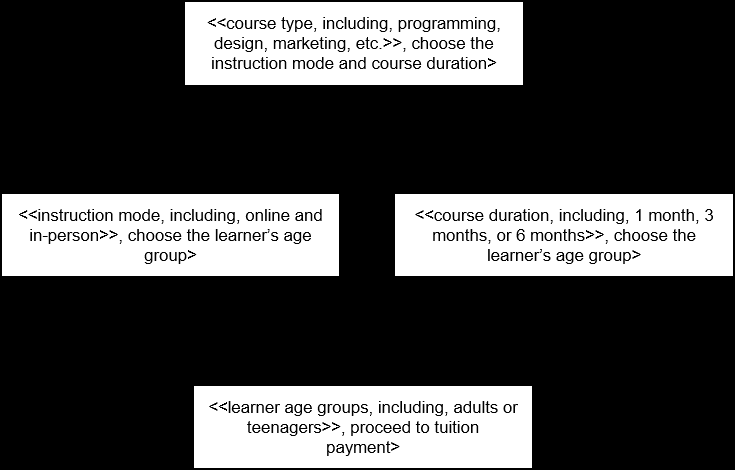 <<course type, including, programming,
design, marketing, etc.>>, choose the
instruction mode and course duration>
<<instruction mode, including, online and
in-person>>, choose the learner’s age
group>
<<course duration, including, 1 month, 3
months, or 6 months>>, choose the
learner’s age group>
<<learner age groups, including, adults or
teenagers>>, proceed to tuition
payment>